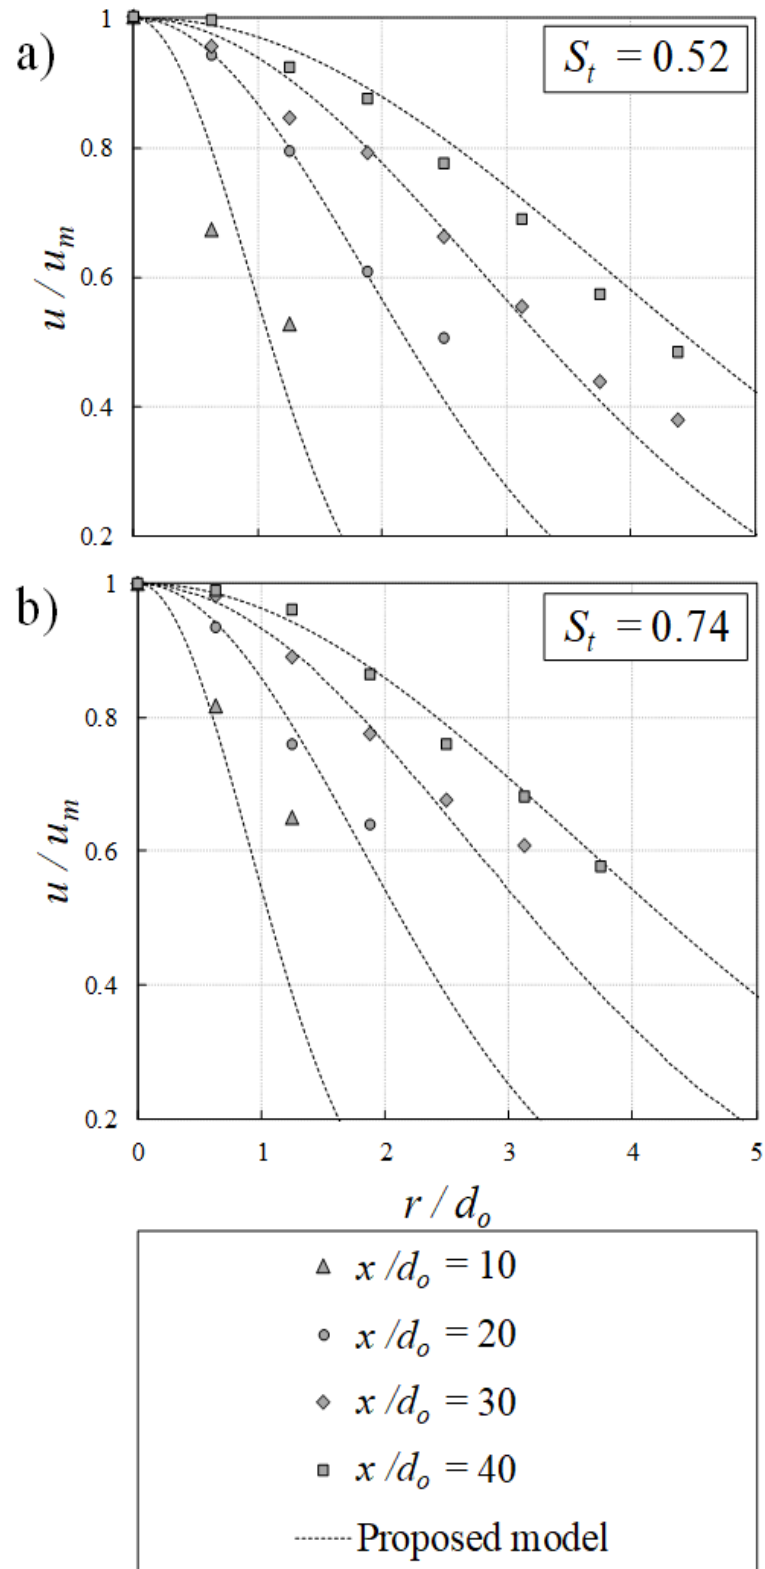 a)
S_t = 0.52
1
0.8
0.6
0.4
0.2
u / u_m
b)
S_t = 0.74
1
0.8
0.6
0.4
0.2
u / u_m
0 1 2 3 4 5
r / d_o
x /d_o = 10
x /d_o = 20
x /d_o = 30
x /d_o = 40
Proposed model